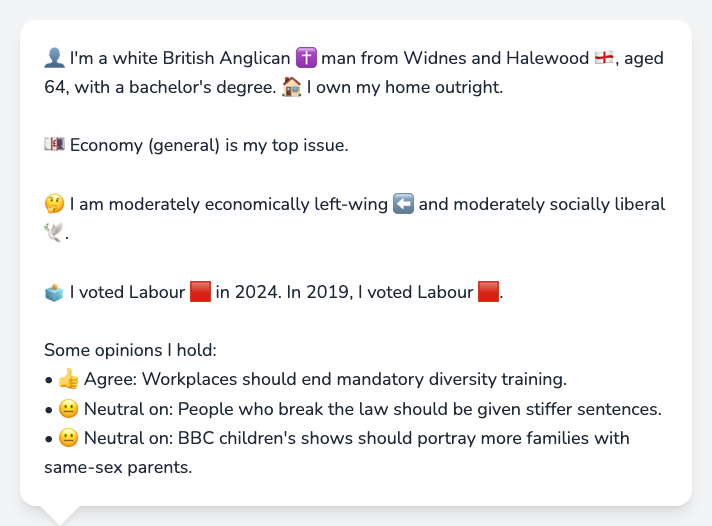 👤 I'm a white British Anglican ✝️ man from Widnes and Halewood 🏴󠁧󠁢󠁥󠁮󠁧󠁿, aged
64, with a bachelor's degree. 🏠 I own my home outright.
💷 Economy (general) is my top issue.
🤔 I am moderately economically left-wing ⬅️ and moderately socially liberal
🕊️.
🗳️ I voted Labour 🟥 in 2024. In 2019, I voted Labour 🟥.
Some opinions I hold:
• 👍 Agree: Workplaces should end mandatory diversity training.
• 😐 Neutral on: People who break the law should be given stiffer sentences.
• 😐 Neutral on: BBC children's shows should portray more families with
same-sex parents.